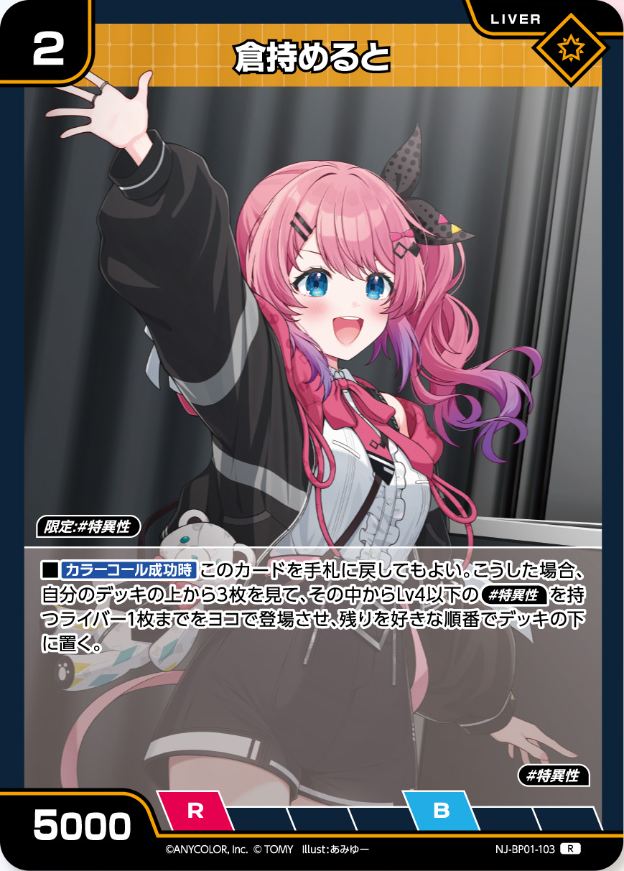 2
LIVER
倉持めると
限定:#特異性
■ カラーコール成功時 このカードを手札に戻してもよい。こうした場合、
自分のデッキの上から3枚を見て、その中からLv4以下の #特異性 を持
つライバー1枚までをヨコで登場させ、残りを好きな順番でデッキの下
に置く。
#特異性
5000
R
B
©ANYCOLOR, Inc. © TOMY Illust:あみゆー
NJ-BP01-103 R